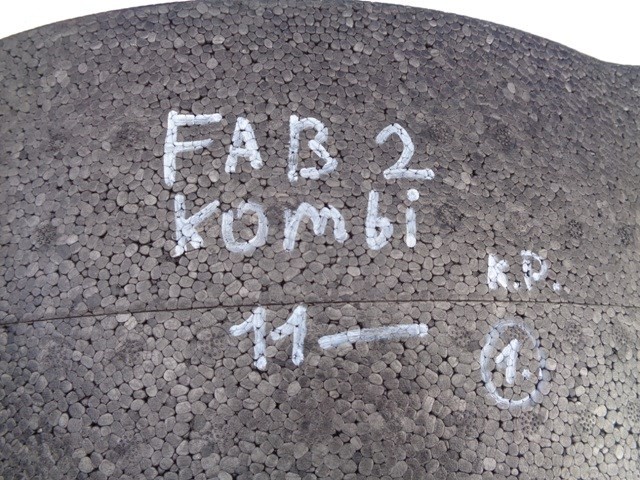 FAB 2
kombi
K.P.
11—
1.